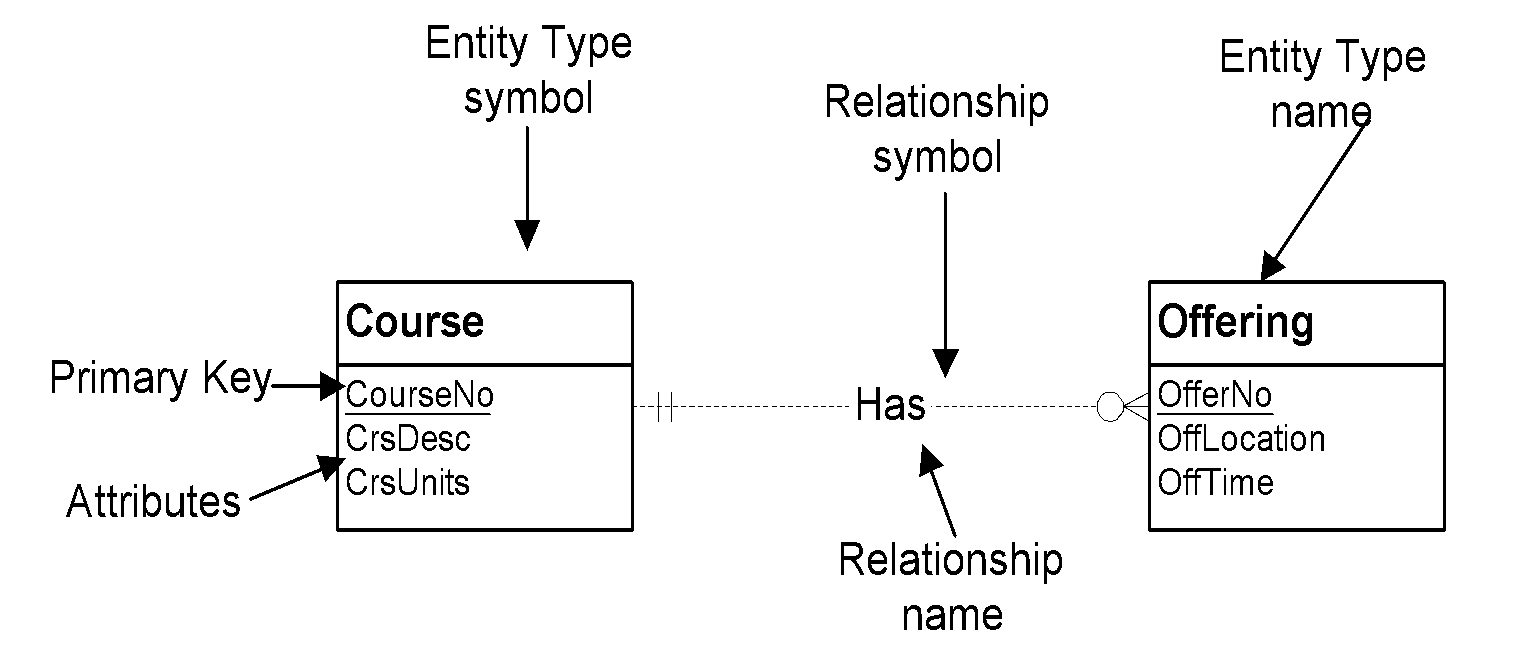 Entity Type
symbol
Relationship
symbol
Entity Type
name
Course
Offering
Primary Key
CourseNo
CrsDesc
CrsUnits
Attributes
Has
OfferNo
OffLocation
OffTime
Relationship
name